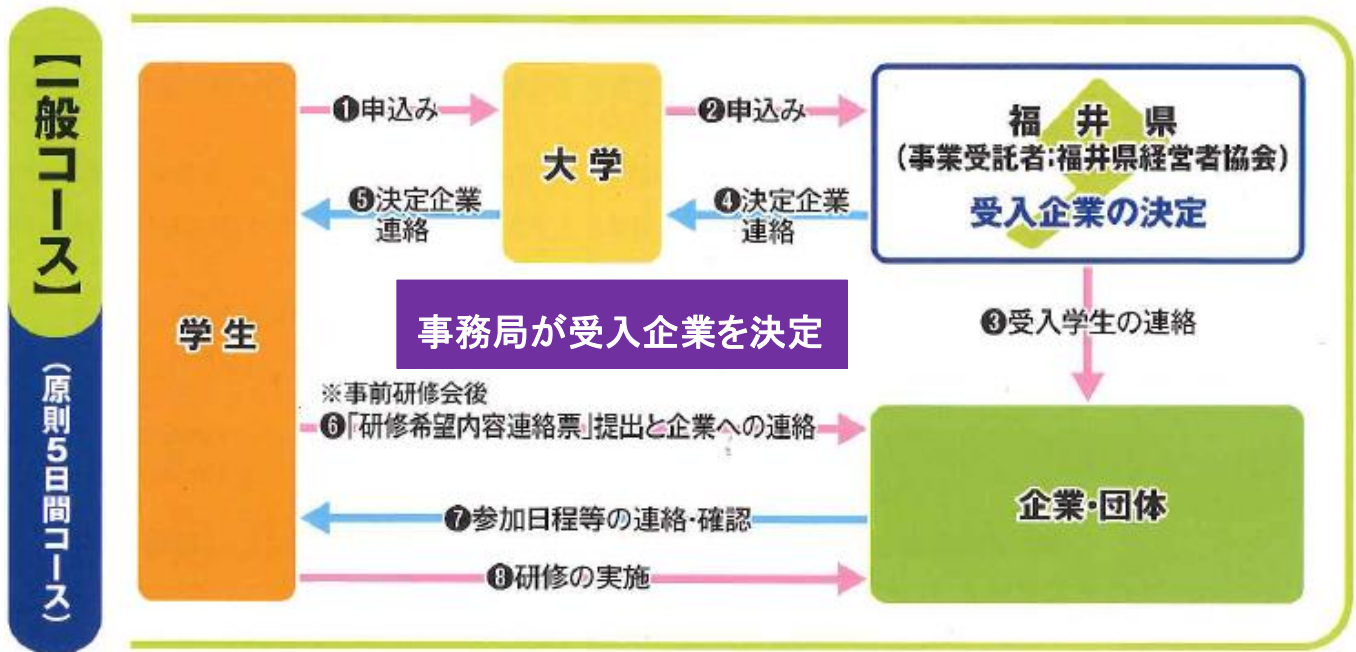 【一般コース】
（原則5日間コース）
❶申込み
❷申込み
福井県
（事業受託者;福井県経営者協会）
大学
❺決定企業
連絡
❹決定企業
連絡
受入企業の決定
学生
事務局が受入企業を決定
❸受入学生の連絡
※事前研修会後
❻「研修希望内容連絡票」提出と企業への連絡
企業・団体
❼参加日程等の連絡・確認
❽研修の実施